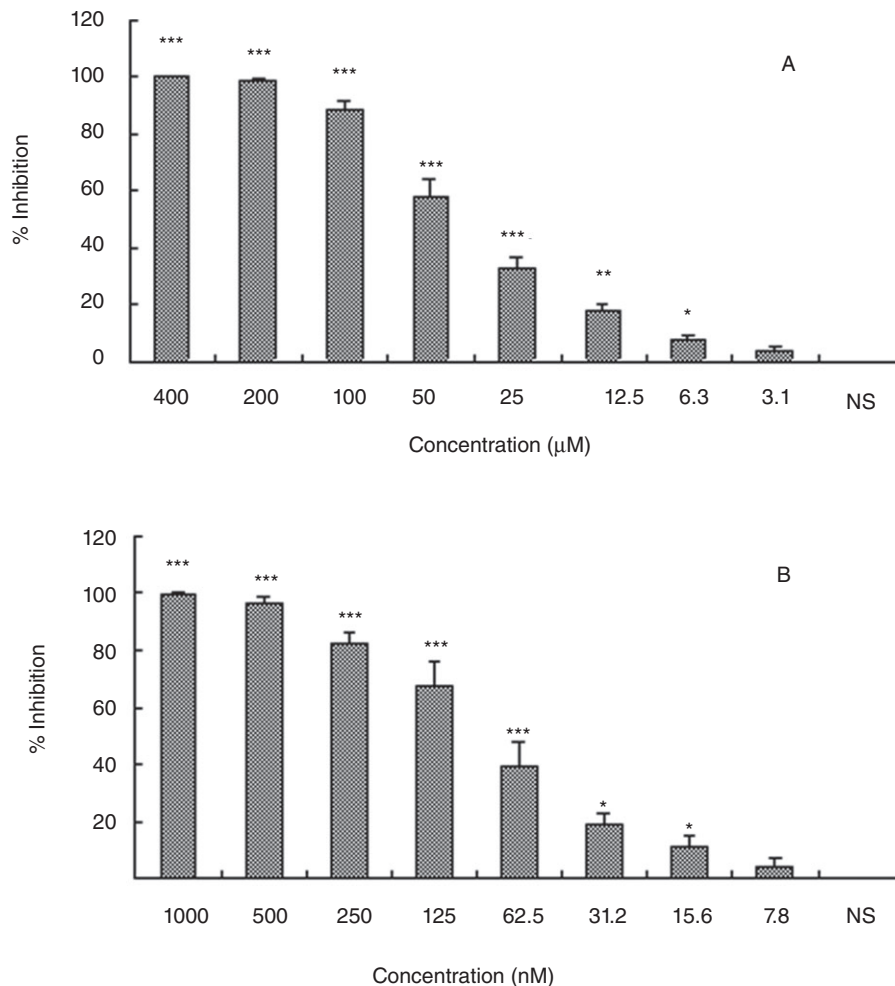 120
100
80
60
40
20
0
% Inhibition
A
*** *** *** *** *** ** *
400 200 100 50 25 12.5 6.3 3.1 NS
Concentration (μM)
120
100
80
60
40
20
% Inhibition
B
*** *** *** *** *** * *
1000 500 250 125 62.5 31.2 15.6 7.8 NS
Concentration (nM)